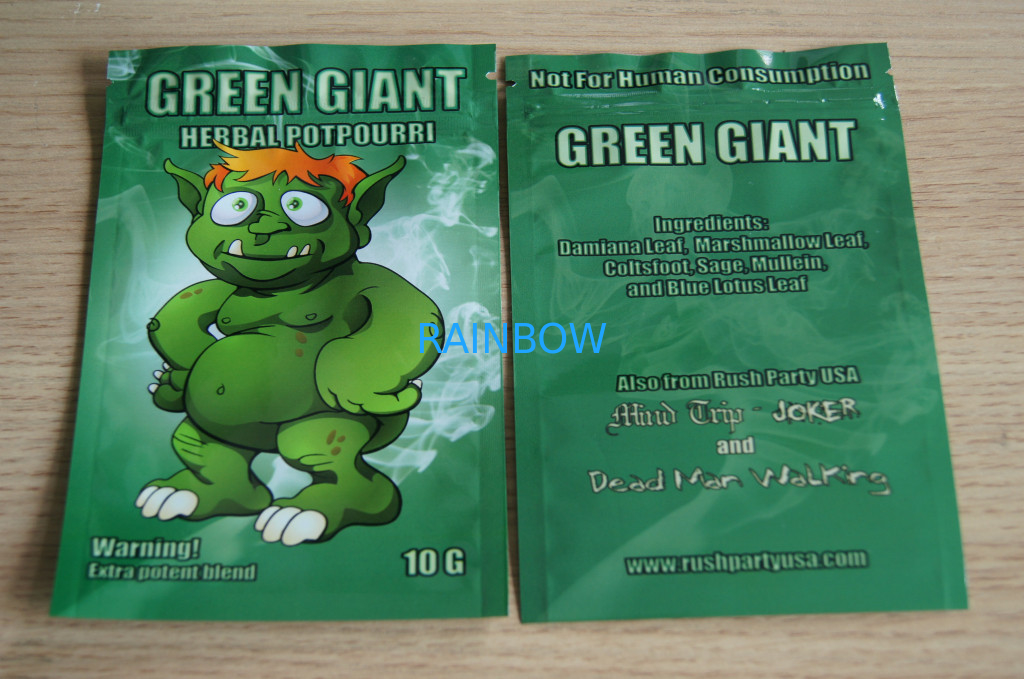 GREEN GIANT
HERBAL POTPOURRI
Warning!
Extra potent blend
10 G
Not For Human Consumption
GREEN GIANT
Ingredients:
Damiana Leaf, Marshmallow Leaf,
Coltsfoot, Sage, Mullein,
and Blue Lotus Leaf
Also from Rush Party USA
Mind Trip - JOKER
and
Dead Man Walking
www.rushpartyusa.com
RAINBOW